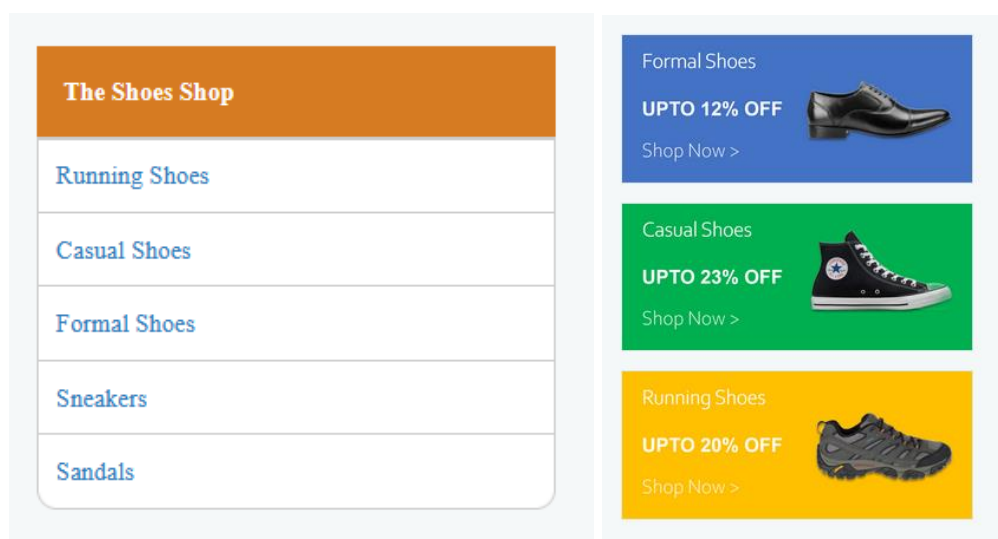 The Shoes Shop
Running Shoes
Casual Shoes
Formal Shoes
Sneakers
Sandals
Formal Shoes
UPTO 12% OFF
Shop Now >
Casual Shoes
UPTO 23% OFF
Shop Now >
Running Shoes
UPTO 20% OFF
Shop Now >